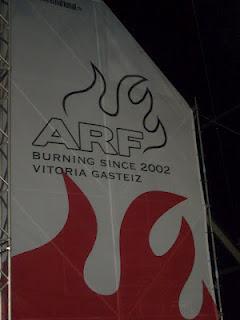 ARF
BURNING SINCE 2002
VITORIA GASTEIZ